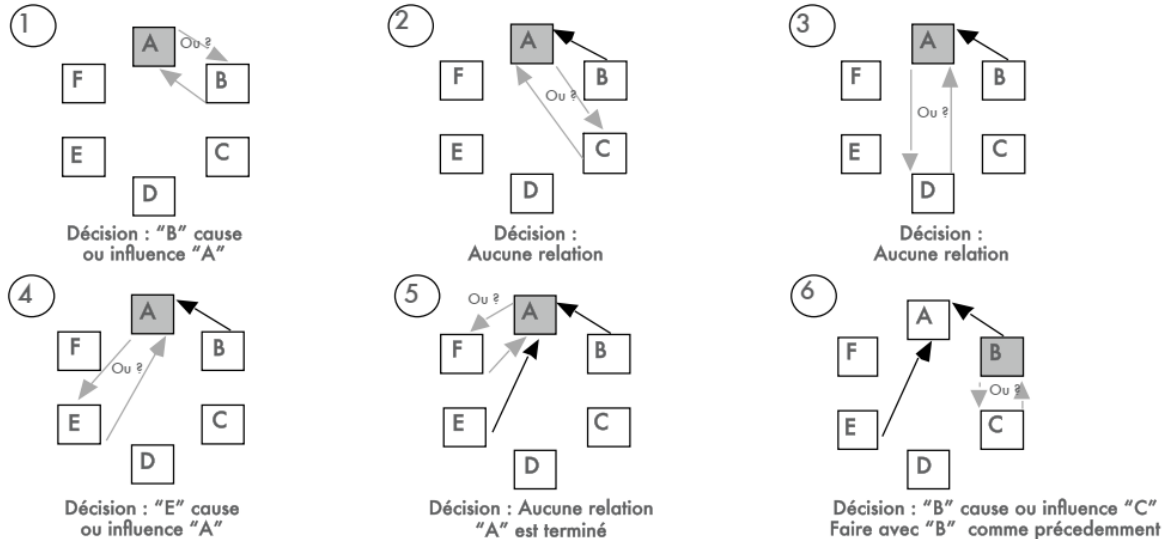 1
A
Ou ?
F
B
E
C
D
Décision : "B" cause
ou influence "A"
2
A
F
B
Ou ?
E
C
D
Décision :
Aucune relation
3
A
F
B
Ou ?
E
C
D
Décision :
Aucune relation
4
A
F
B
Ou ?
E
C
D
Décision : "E" cause
ou influence "A"
5
Ou ?
A
F
B
E
C
D
Décision : Aucune relation
"A" est terminé
6
A
F
B
Ou ?
E
C
D
Décision : "B" cause ou influence "C"
Faire avec "B" comme précedemment